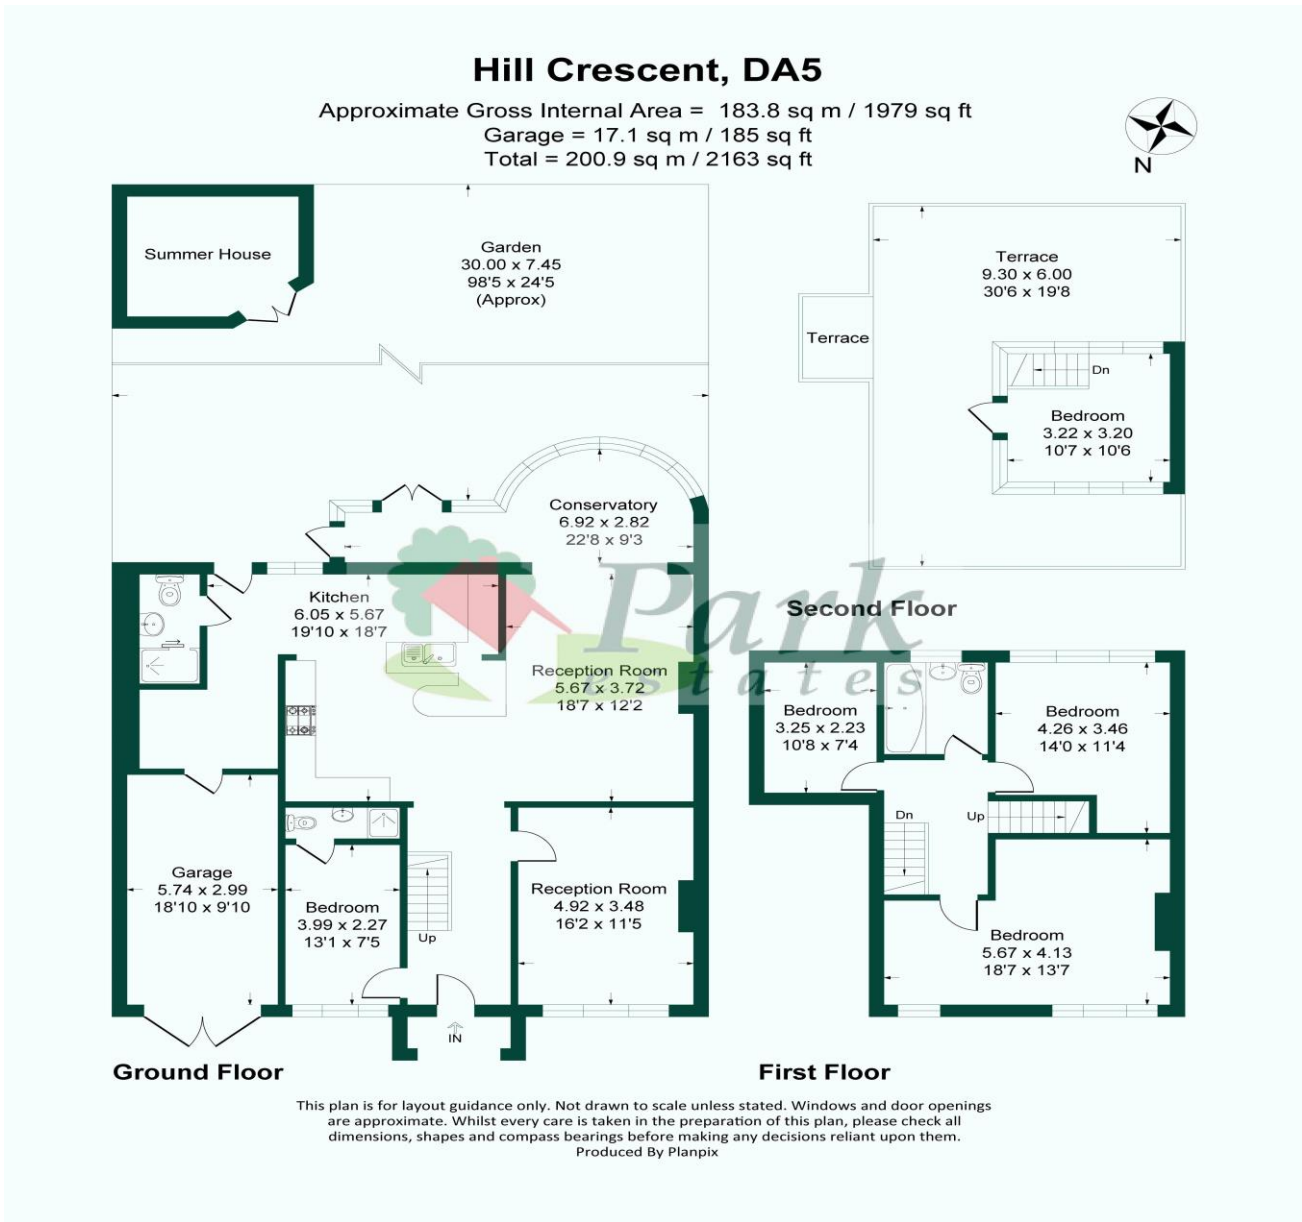 Hill Crescent, DA5
Approximate Gross Internal Area = 183.8 sq m / 1979 sq ft
Garage = 17.1 sq m / 185 sq ft
Total = 200.9 sq m / 2163 sq ft
N
Summer House
Garden
30.00 x 7.45
98'5 x 24'5
(Approx)
Terrace
9.30 x 6.00
30'6 x 19'8
Terrace
Dn
Bedroom
3.22 x 3.20
10'7 x 10'6
Second Floor
Conservatory
6.92 x 2.82
22'8 x 9'3
Kitchen
6.05 x 5.67
19'10 x 18'7
Park
estates
Reception Room
5.67 x 3.72
18'7 x 12'2
Garage
5.74 x 2.99
18'10 x 9'10
Bedroom
3.99 x 2.27
13'1 x 7'5
Up
Reception Room
4.92 x 3.48
16'2 x 11'5
IN
Ground Floor
Bedroom
3.25 x 2.23
10'8 x 7'4
Bedroom
4.26 x 3.46
14'0 x 11'4
Dn
Up
Bedroom
5.67 x 4.13
18'7 x 13'7
First Floor
This plan is for layout guidance only. Not drawn to scale unless stated. Windows and door openings
are approximate. Whilst every care is taken in the preparation of this plan, please check all
dimensions, shapes and compass bearings before making any decisions reliant upon them.
Produced By Planpix